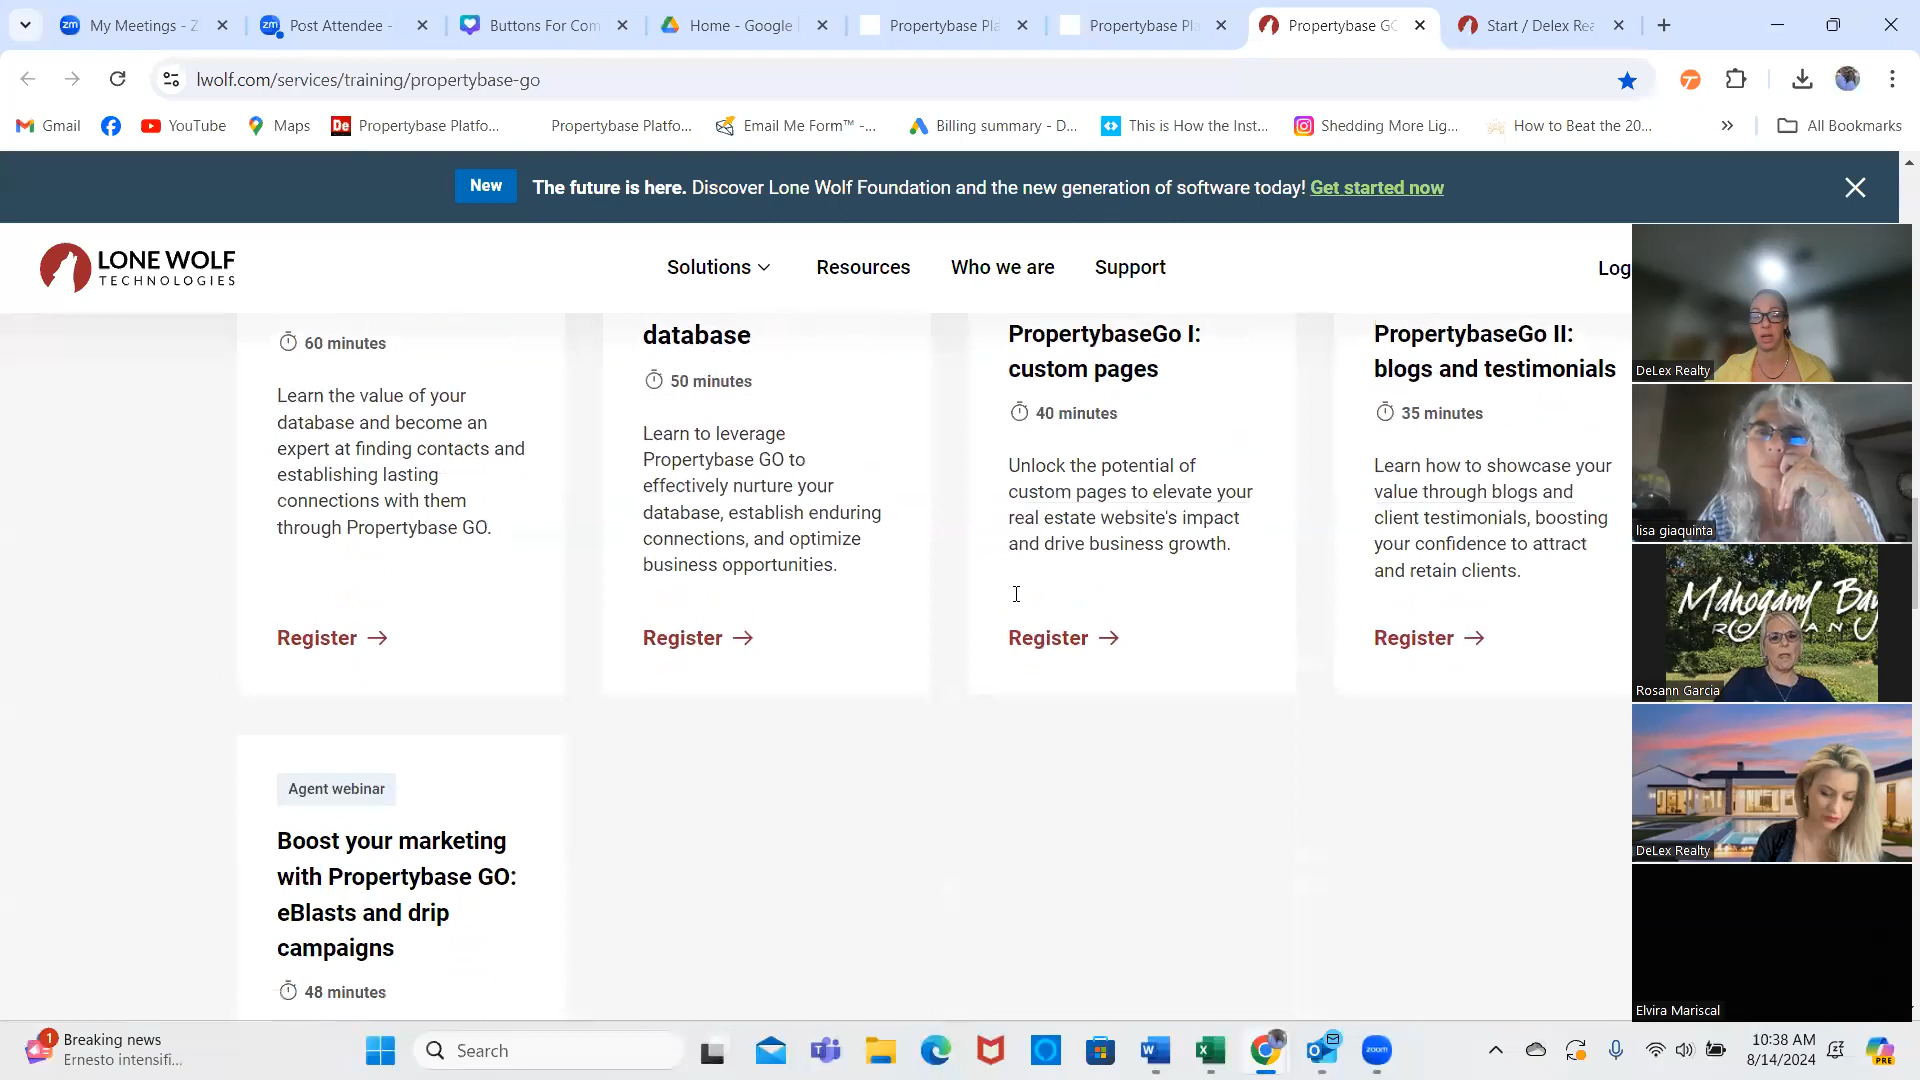 My Meetings - Z
Post Attendee -
Buttons For Com
Home - Google
Propertybase Pla
Propertybase Pla
Propertybase GO
Start / Delex Rea
lwolf.com/services/training/propertybase-go
Gmail
YouTube
Maps
De
Propertybase Platfo...
Propertybase Platfo...
Email Me Form™ -...
Billing summary - D...
This is How the Inst...
Shedding More Lig...
How to Beat the 20...
All Bookmarks
New
The future is here. Discover Lone Wolf Foundation and the new generation of software today! Get started now
LONE WOLF
TECHNOLOGIES
Solutions
Resources
Who we are
Support
Log
60 minutes
Learn the value of your
database and become an
expert at finding contacts and
establishing lasting
connections with them
through Propertybase GO.
Register
database
50 minutes
Learn to leverage
Propertybase GO to
effectively nurture your
database, establish enduring
connections, and optimize
business opportunities.
Register
PropertybaseGo I:
custom pages
40 minutes
Unlock the potential of
custom pages to elevate your
real estate website's impact
and drive business growth.
Register
PropertybaseGo II:
blogs and testimonials
35 minutes
Learn how to showcase your
value through blogs and
client testimonials, boosting
your confidence to attract
and retain clients.
Register
Agent webinar
Boost your marketing
with Propertybase GO:
eBlasts and drip
campaigns
48 minutes
DeLex Realty
lisa giaquinta
Mahogany Bay
ROATAN
Rosann Garcia
DeLex Realty
Elvira Mariscal
1
Breaking news
Ernesto intensifi...
Search
zoom
10:38 AM
8/14/2024
PRE